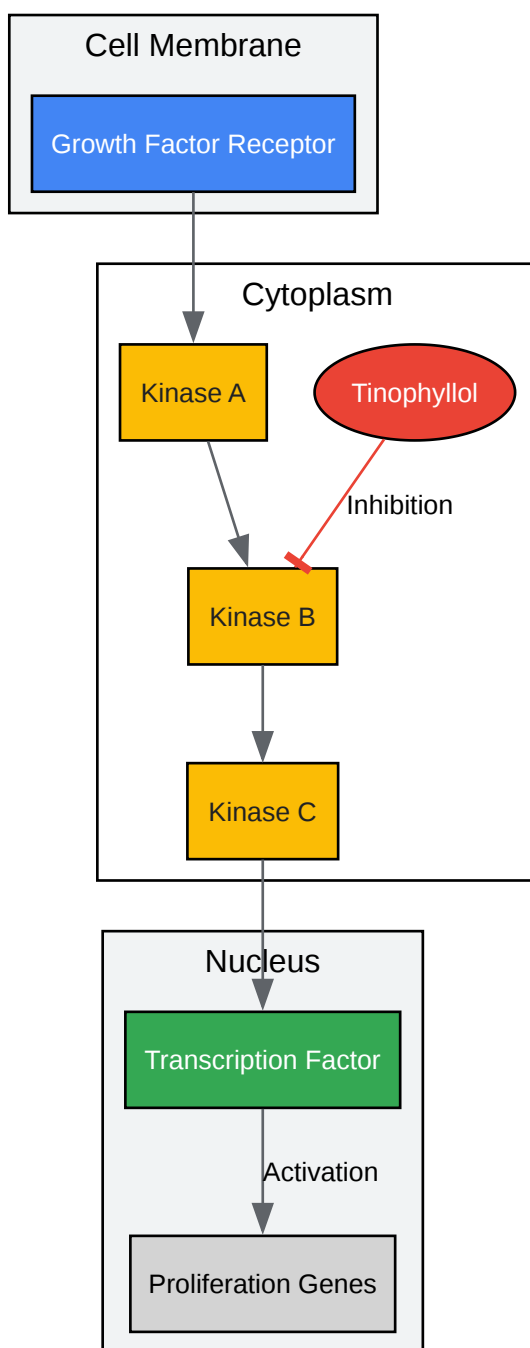 Cell Membrane
Growth Factor Receptor
Cytoplasm
Kinase A
Tinophyllol
Inhibition
Kinase B
Kinase C
Nucleus
Transcription Factor
Activation
Proliferation Genes